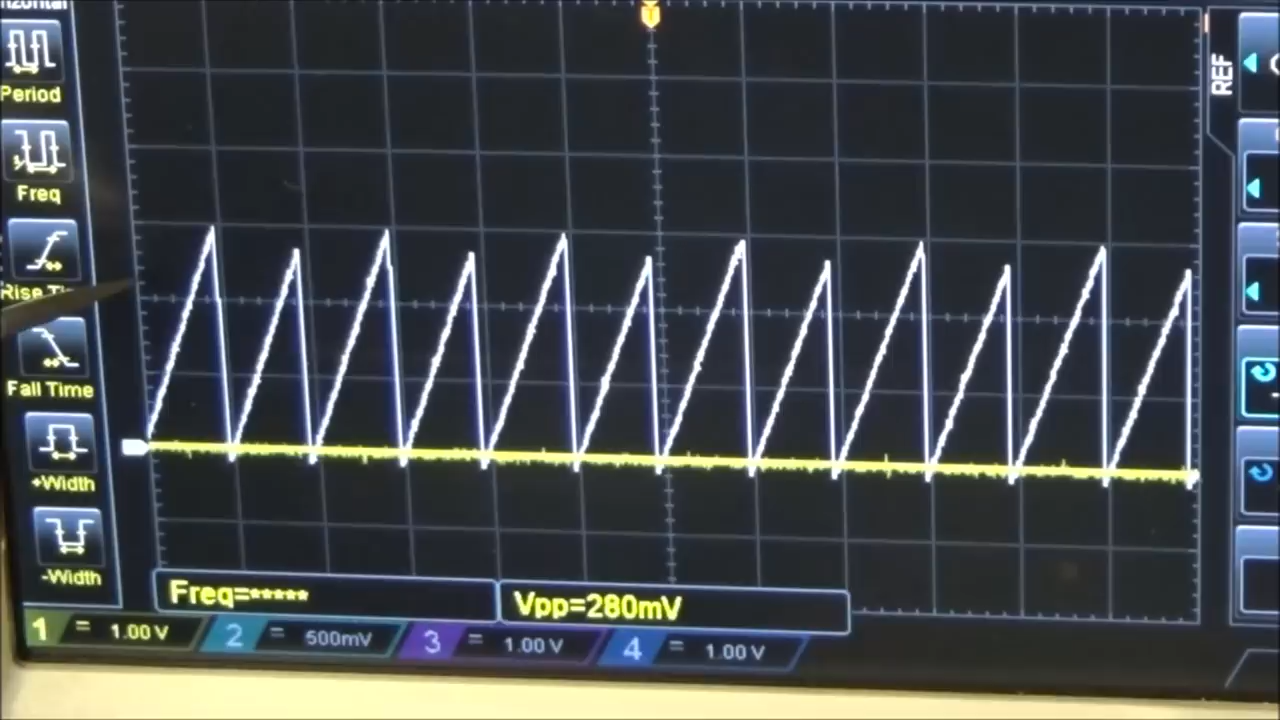 Period
Freq
Fall Time
+Width
-Width
REF
T
Freq=*****
Vpp=280mV
1 = 1.00 V
2 = 500mV
3 = 1.00 V
4 = 1.00 V